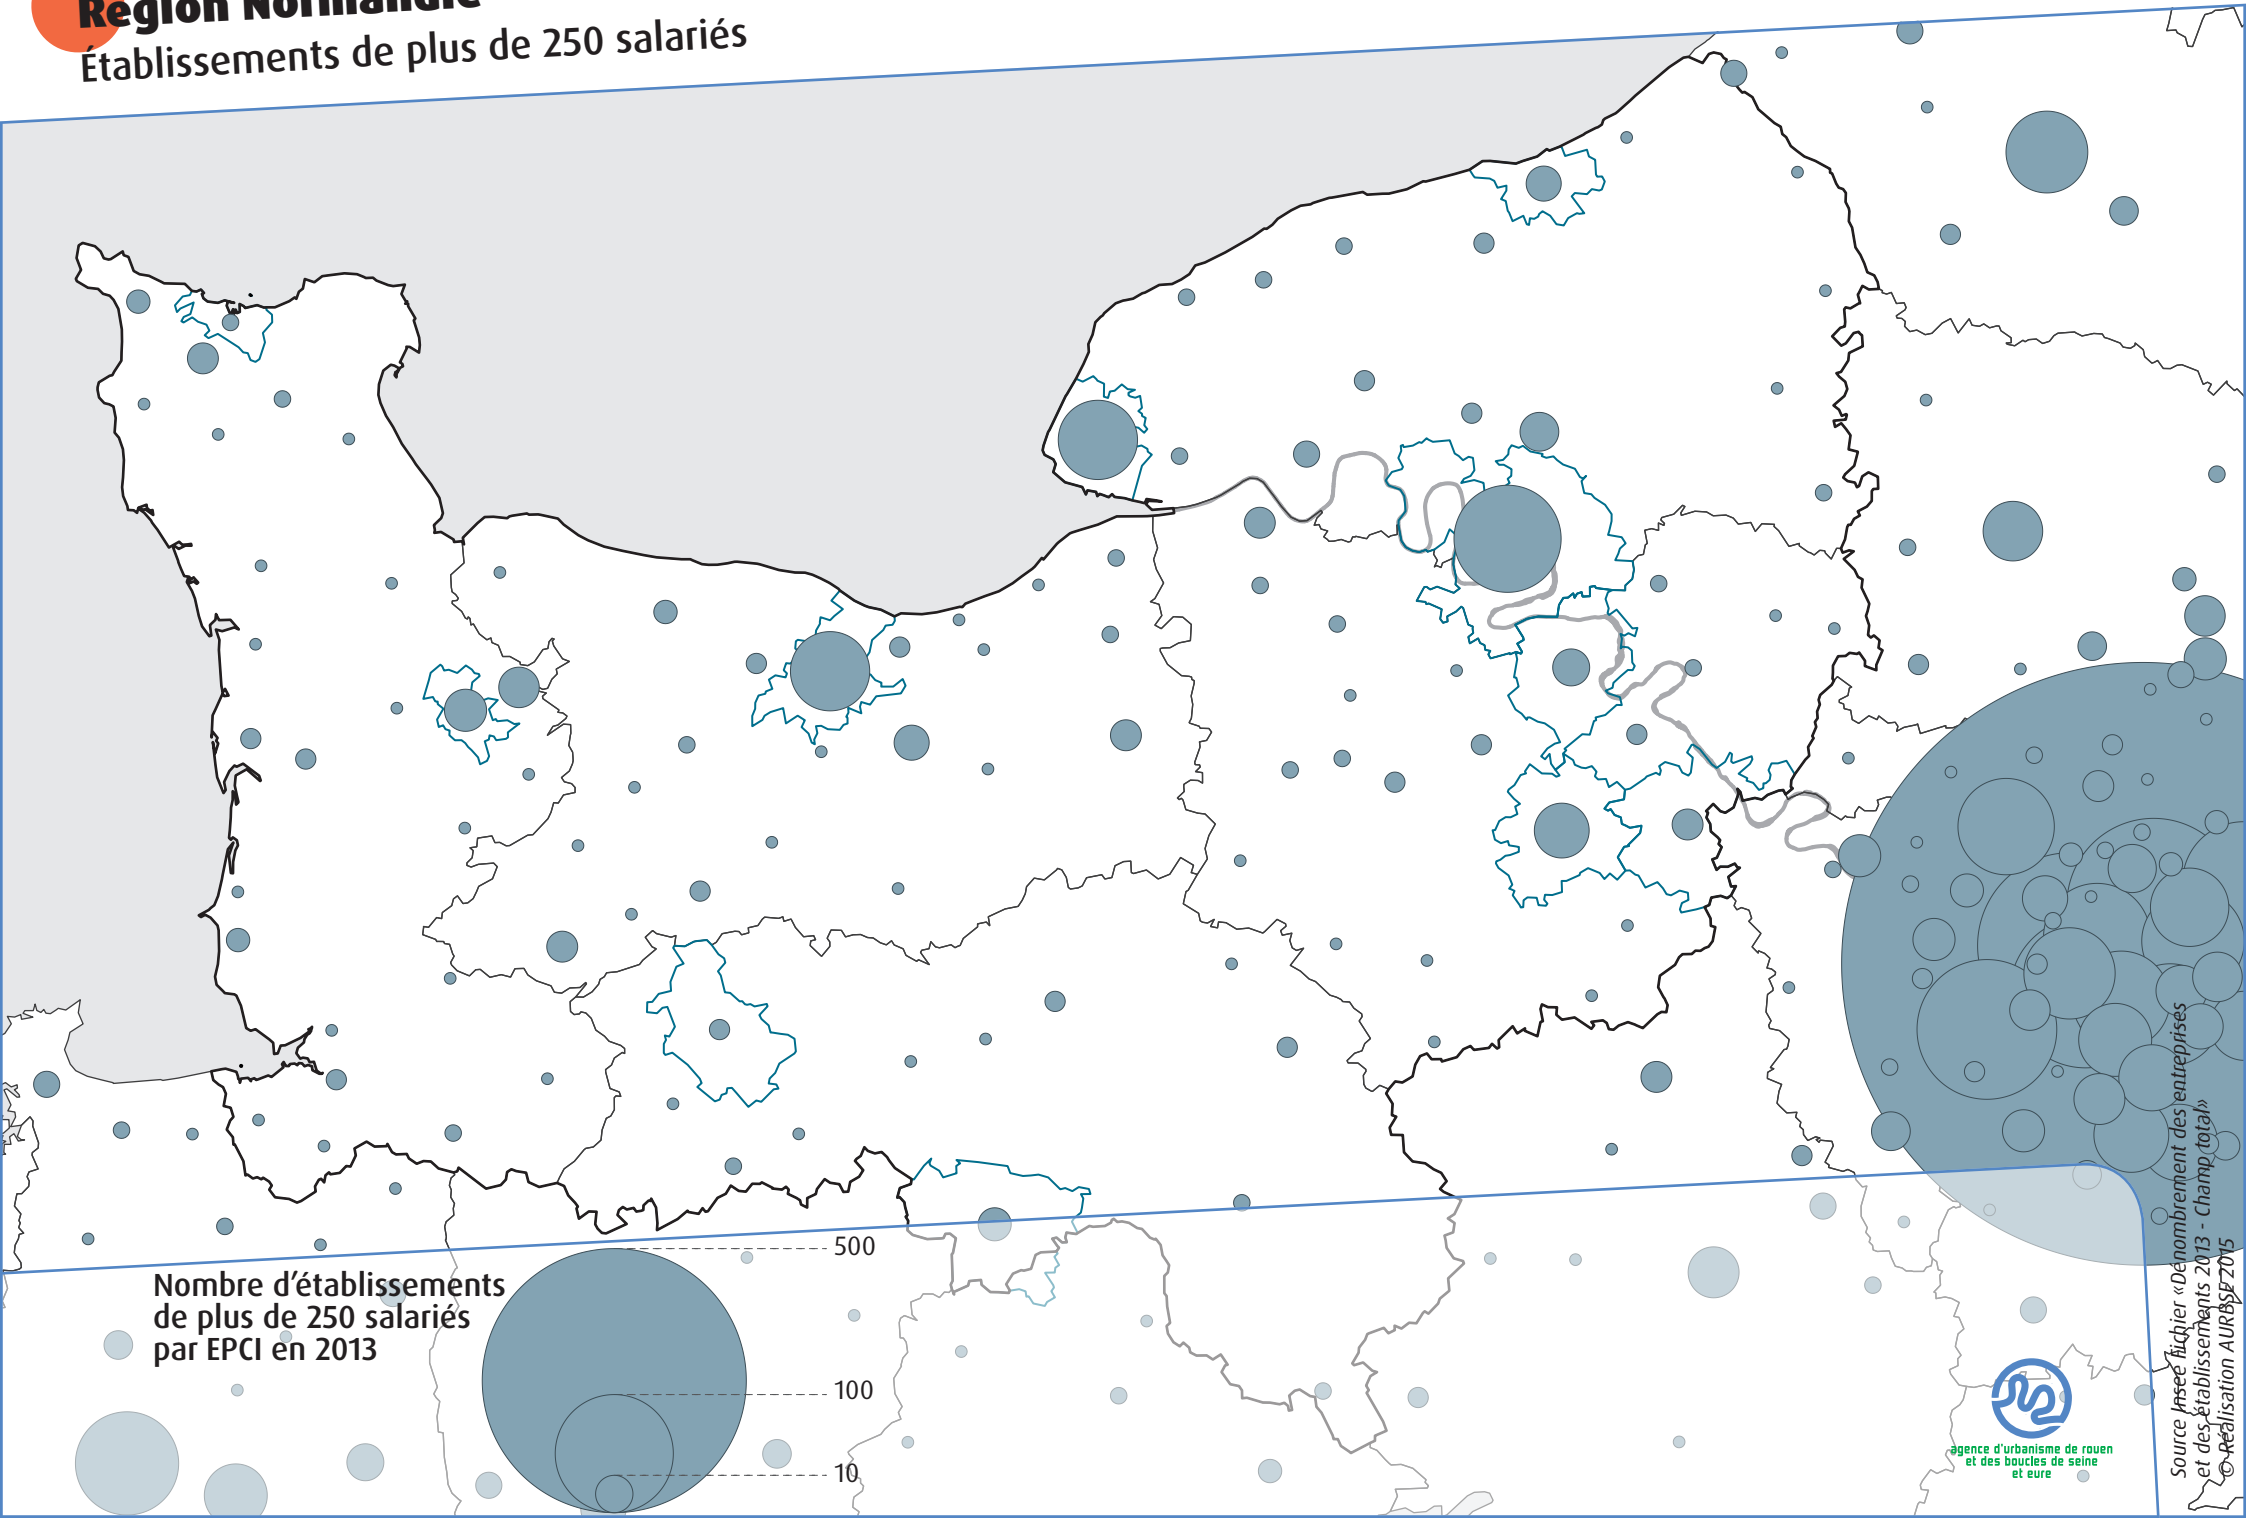 Région Normandie
Établissements de plus de 250 salariés
Nombre d’établissements
de plus de 250 salariés
par EPCI en 2013
500
100
10
agence d'urbanisme de rouen
et des boucles de seine
et eure
Source Insee Fichier «Dénombrement des entreprises
et des établissements 2013 - Champ total»
© Réalisation AURBSE 2015